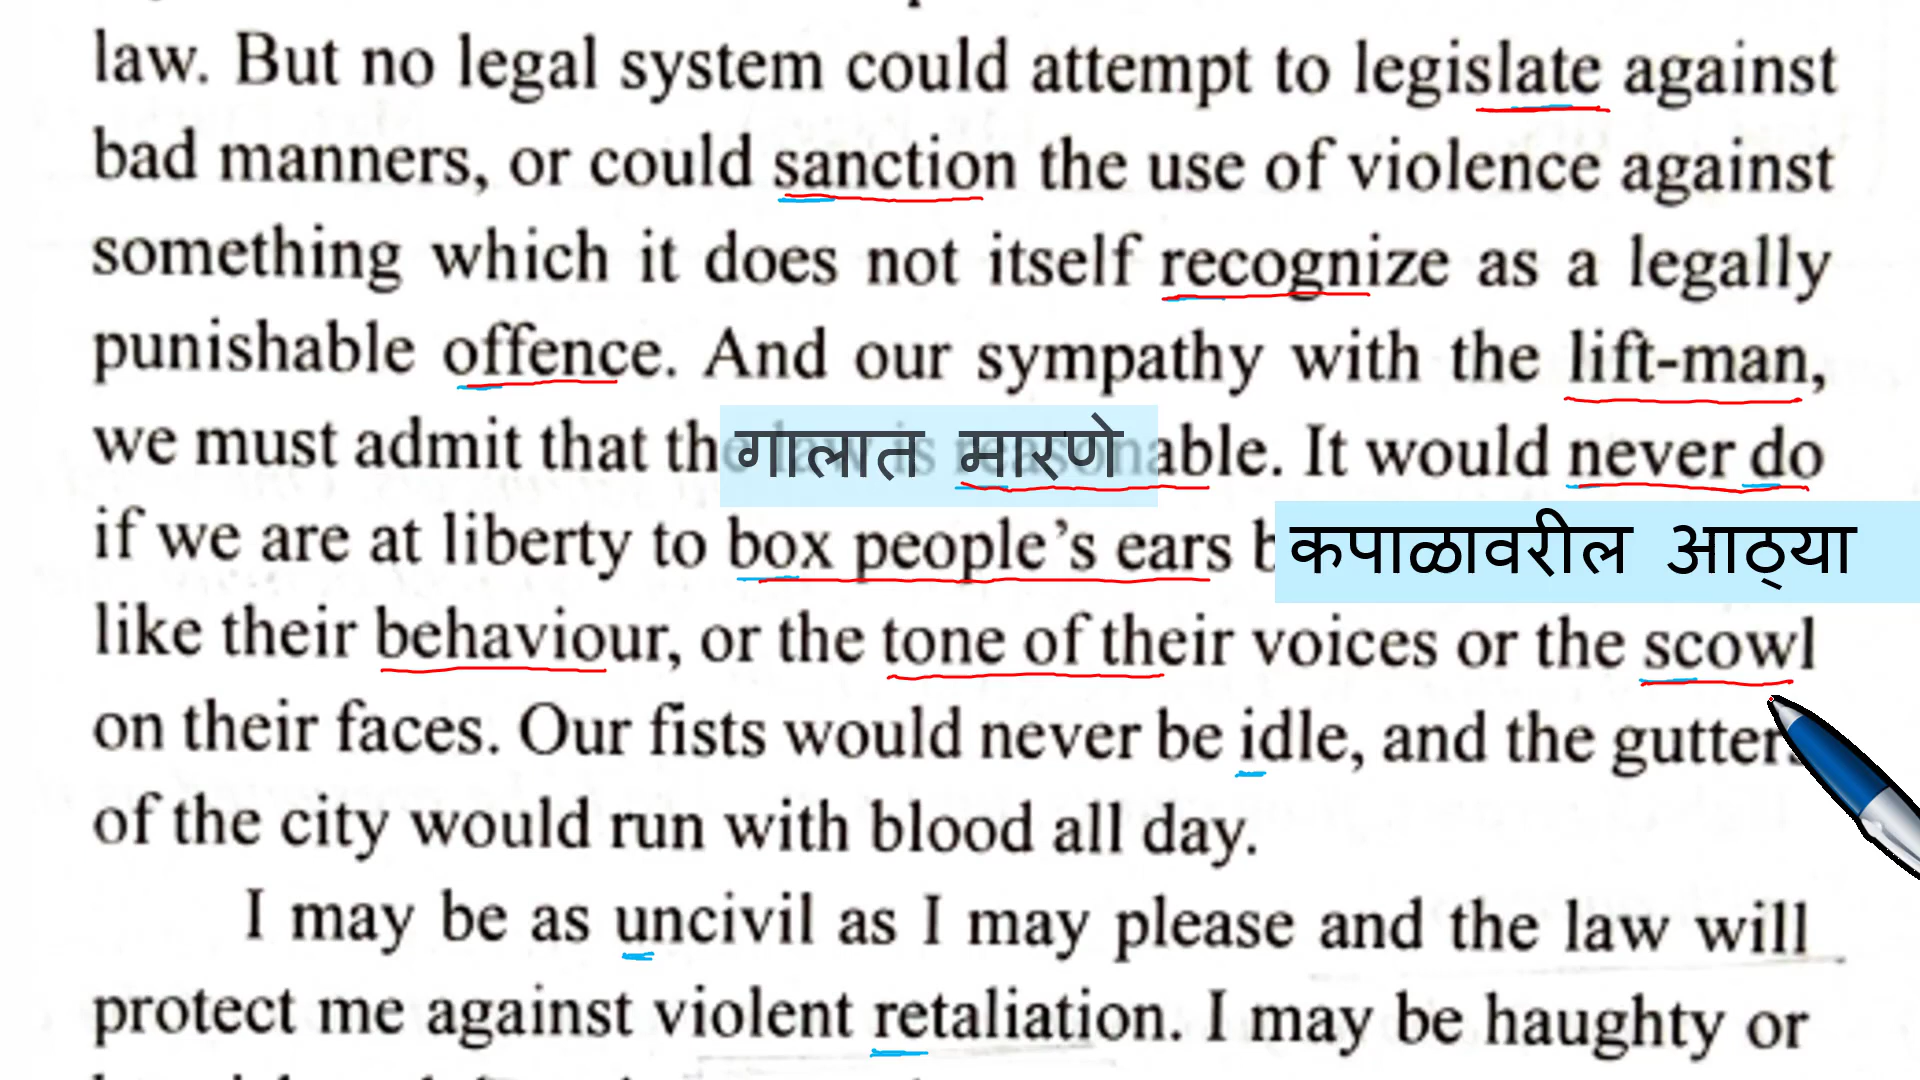 law. But no legal system could attempt to legislate against
bad manners, or could sanction the use of violence against
something which it does not itself recognize as a legally
punishable offence. And our sympathy with the lift-man,
we must admit that the law is reasonable. It would never do
गालात मारणे
if we are at liberty to box people's ears
कपाळावरील आठ्या
like their behaviour, or the tone of their voices or the scowl
on their faces. Our fists would never be idle, and the gutters
of the city would run with blood all day.
I may be as uncivil as I may please and the law will
protect me against violent retaliation. I may be haughty or